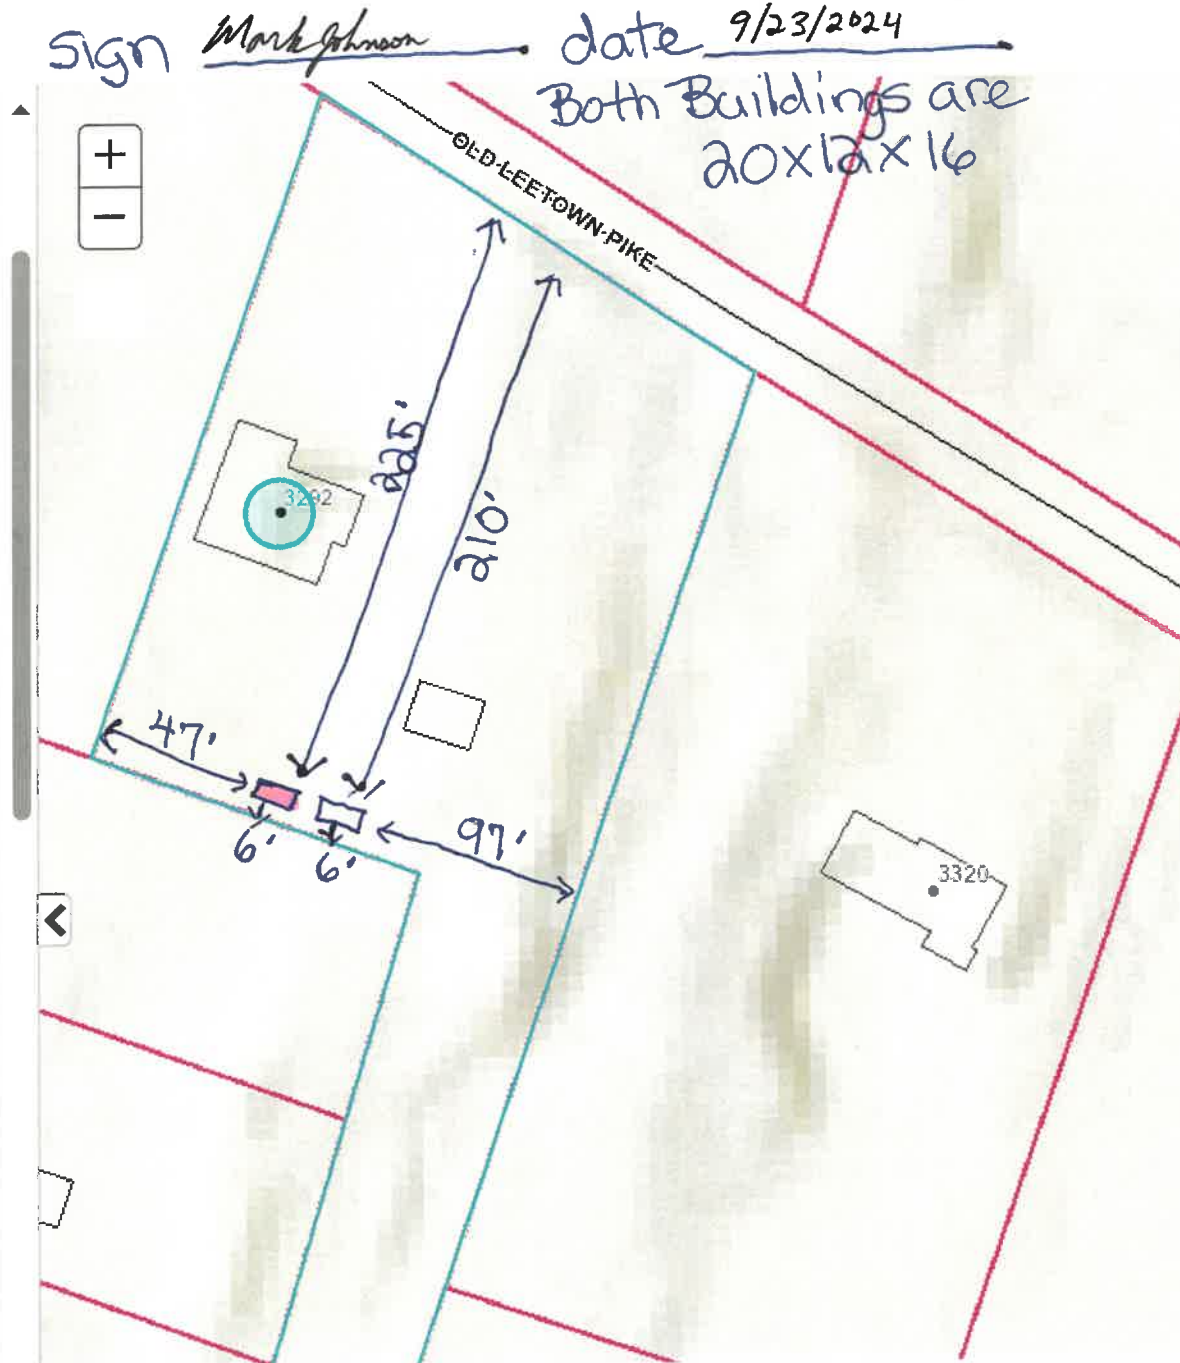 sign Mark Johnson date 9/23/2024
Both Buildings are
20x12x16
OLD LEETOWN PIKE
225'
210'
3292
47'
97'
6'
6'
3320